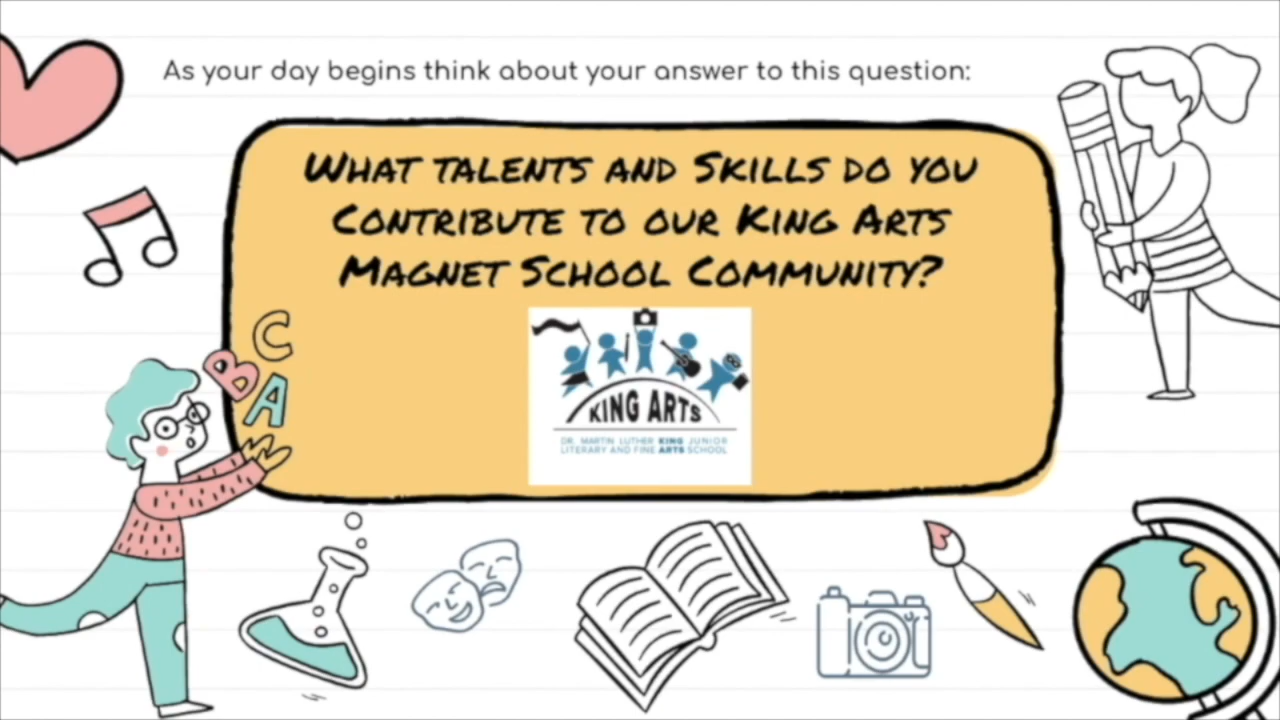 As your day begins think about your answer to this question:
What talents and Skills do you
Contribute to our King Arts
Magnet School Community?
C
B
A
KING ARTS
DR. MARTIN LUTHER KING JUNIOR
LITERARY AND FINE ARTS SCHOOL